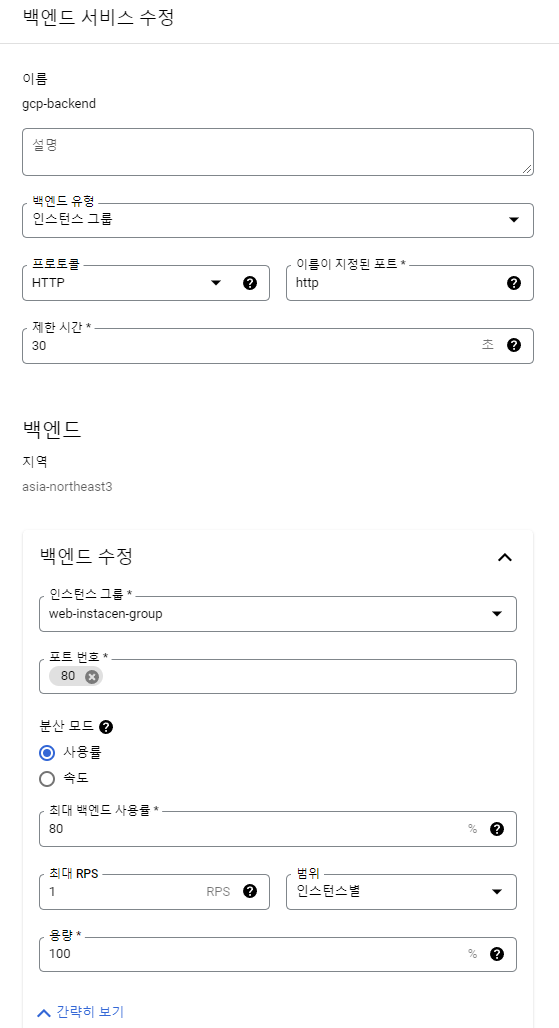 백엔드 서비스 수정
이름
gcp-backend
설명
백엔드 유형
인스턴스 그룹
프로토콜
HTTP
이름이 지정된 포트 *
http
제한 시간 *
30
초
백엔드
지역
asia-northeast3
백엔드 수정
인스턴스 그룹 *
web-instacen-group
포트 번호 *
80
분산 모드
사용률
속도
최대 백엔드 사용률 *
80
%
최대 RPS
1
RPS
범위
인스턴스별
용량 *
100
%
간략히 보기